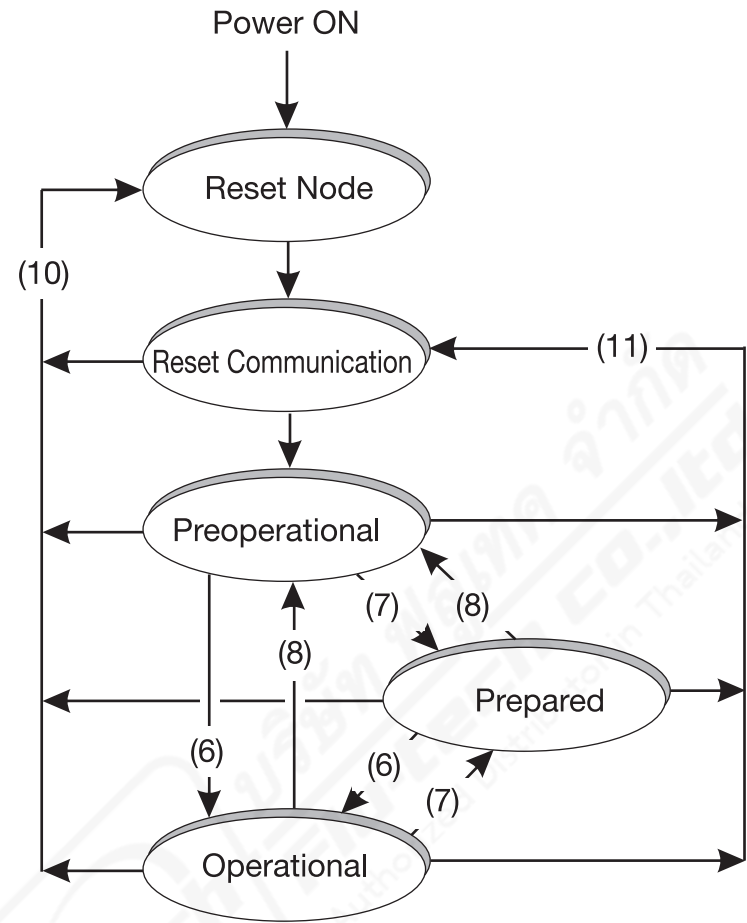 Power ON
Reset Node
(10)
(11)
Reset Communication
Preoperational
(7)
(8)
(8)
Prepared
(6)
(6)
(7)
Operational